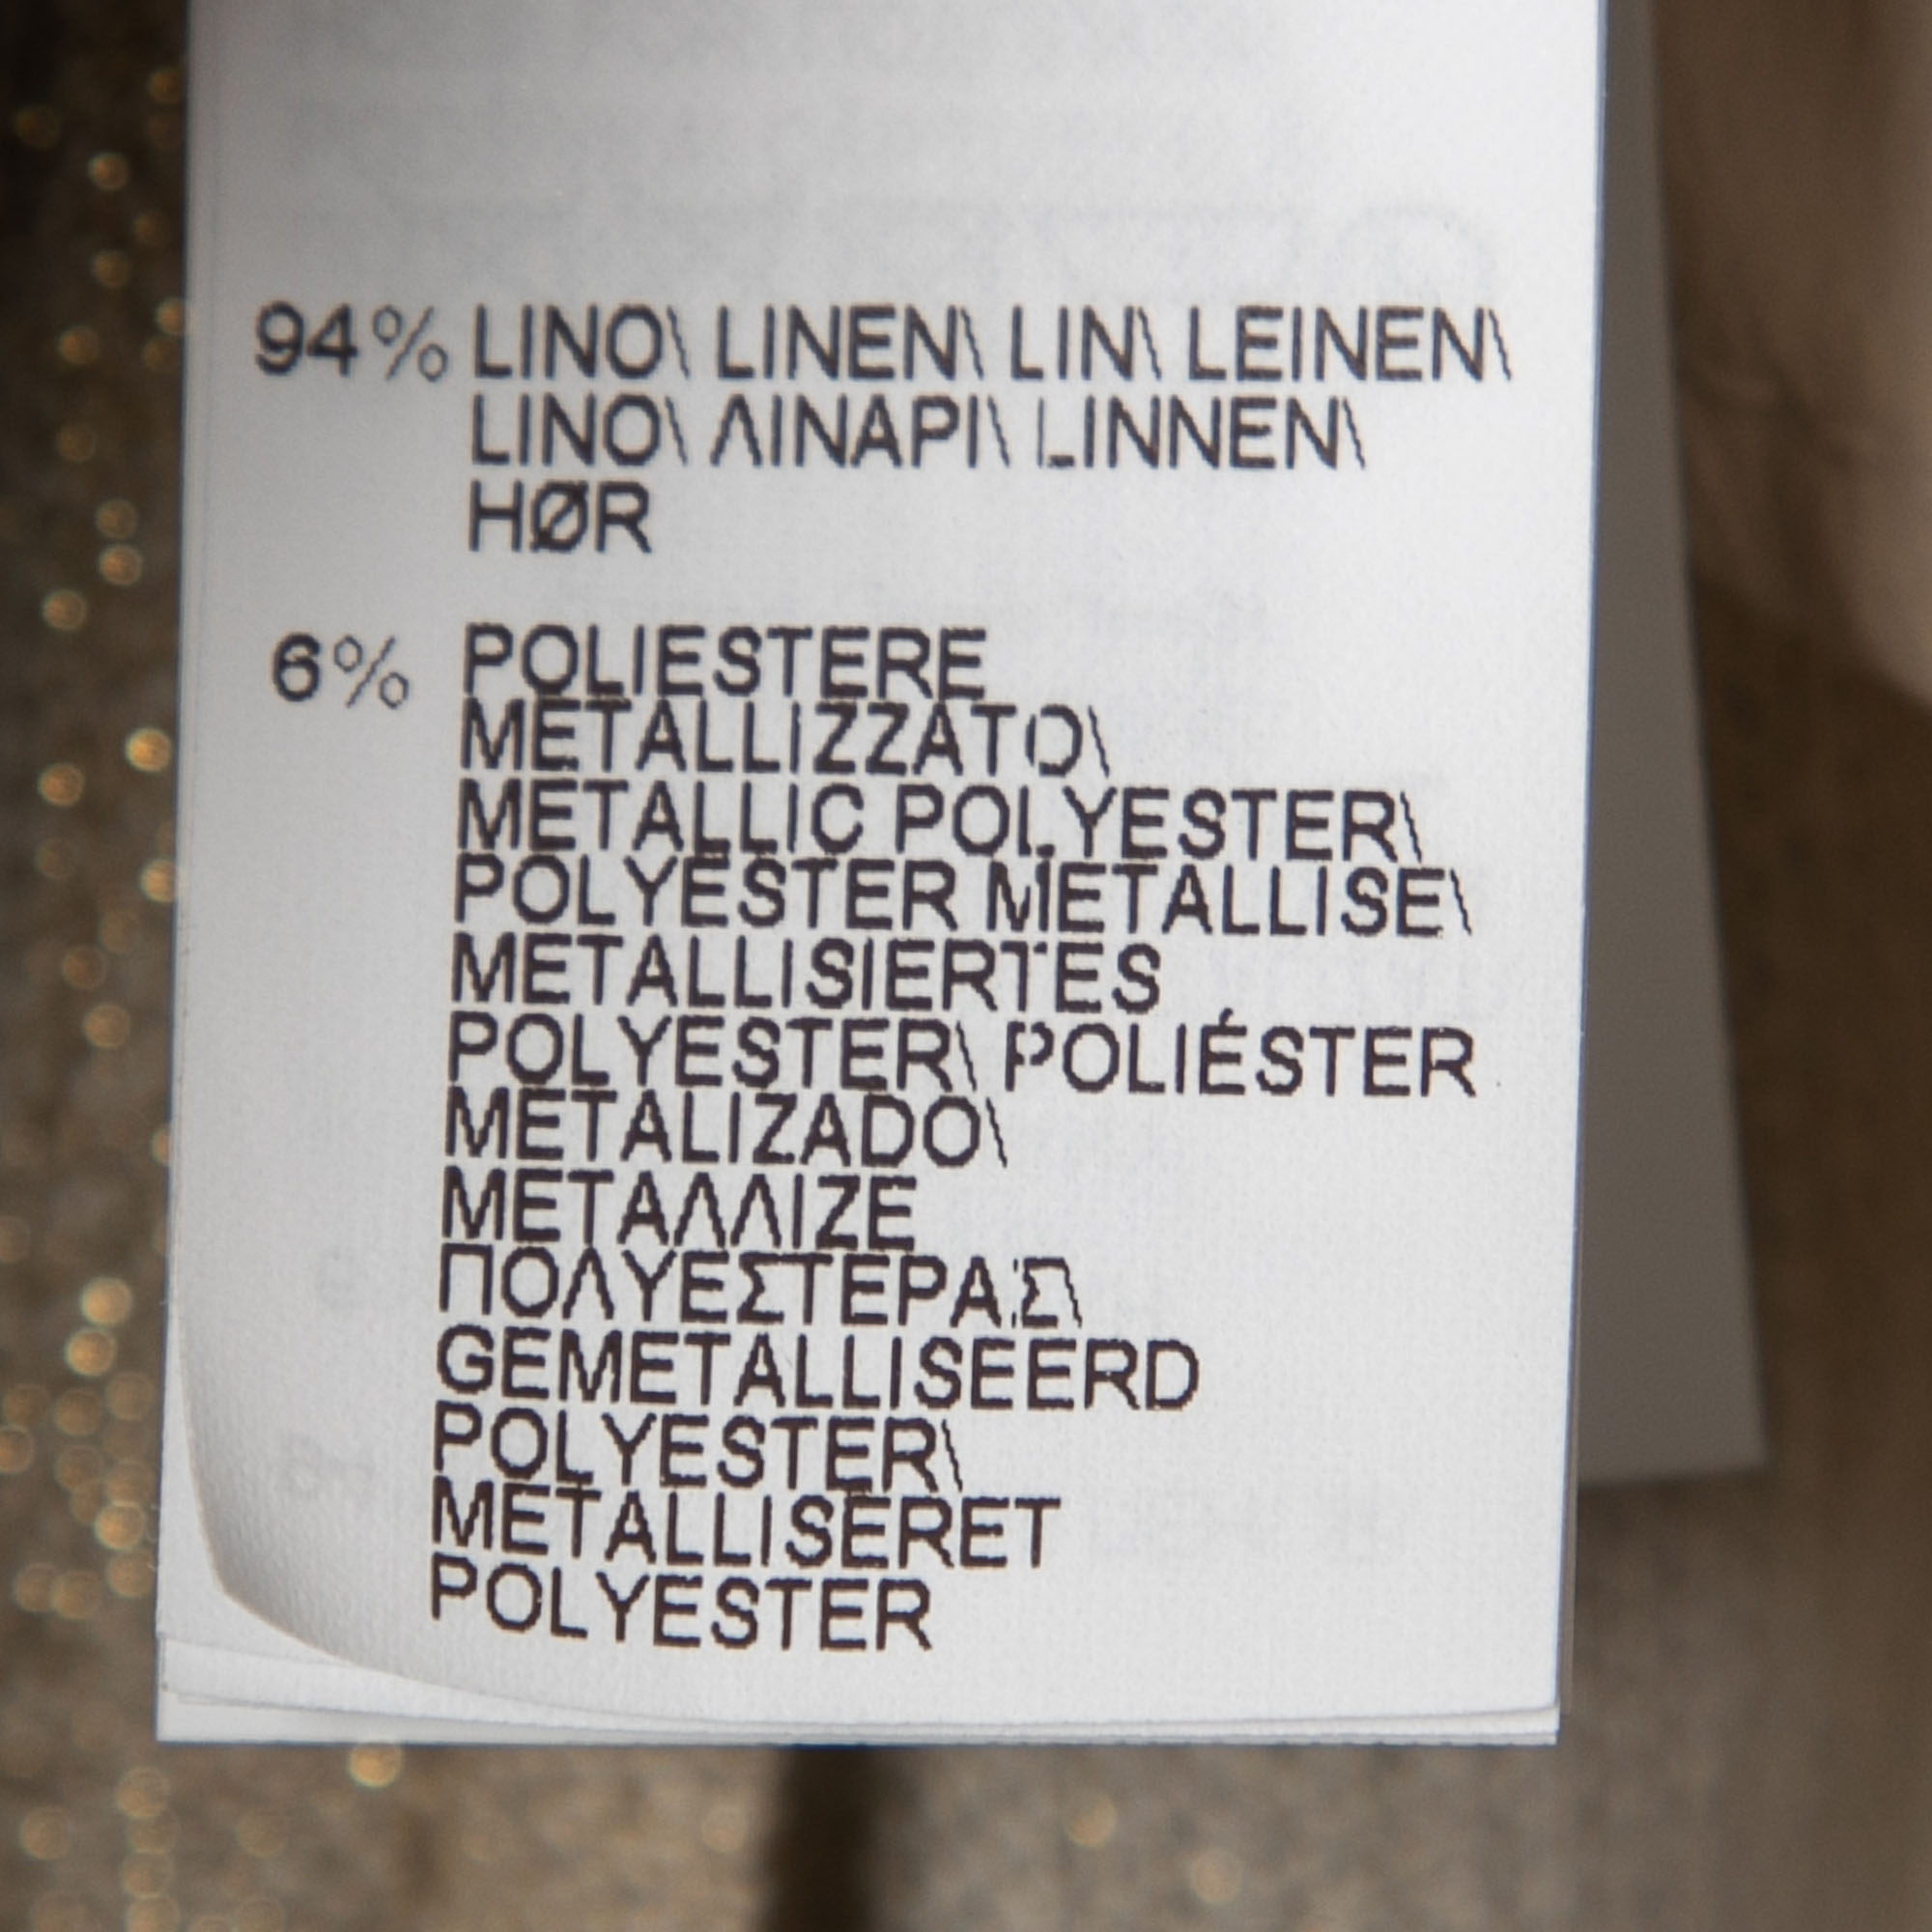 94% LINO\ LINEN\ LIN\ LEINEN\
LINO\ ΛΙΝΑΡΙ\ LINNEN\
HØR
6% POLIESTERE
METALLIZZATO\
METALLIC POLYESTER\
POLYESTER METALLISE\
METALLISIERTES
POLYESTER\ POLIÉSTER
METALIZADO\
ΜΕΤΑΛΛΙΖΕ
ΠΟΛΥΕΣΤΕΡΑΣ\
GEMETALLISEERD
POLYESTER\
METALLISERET
POLYESTER